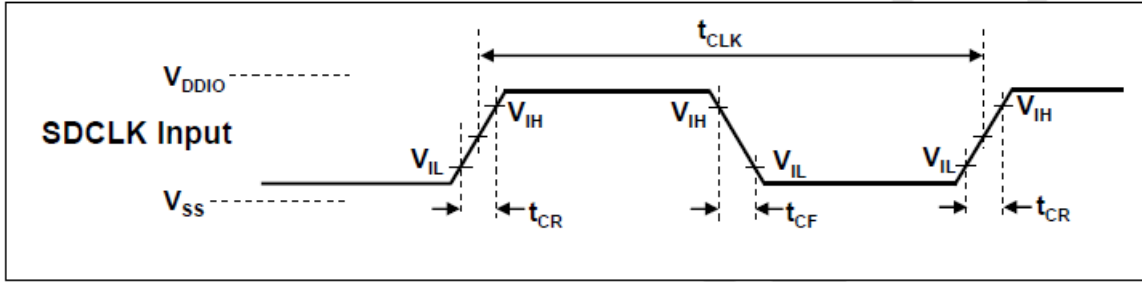 tCLK
VDDIO
SDCLK Input
VIH
VIH
VIH
VIL
VIL
VIL
VSS
tCR
tCF
tCR